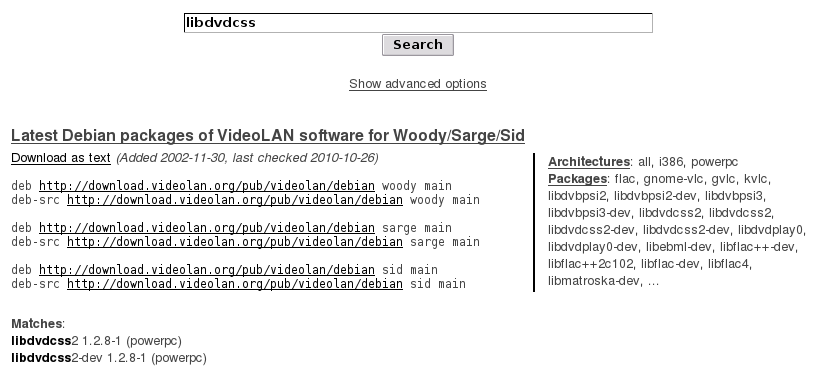 libdvdcss
Search
Show advanced options
Latest Debian packages of VideoLAN software for Woody/Sarge/Sid
Download as text (Added 2002-11-30, last checked 2010-10-26)
deb http://download.videolan.org/pub/videolan/debian woody main
deb-src http://download.videolan.org/pub/videolan/debian woody main
deb http://download.videolan.org/pub/videolan/debian sarge main
deb-src http://download.videolan.org/pub/videolan/debian sarge main
deb http://download.videolan.org/pub/videolan/debian sid main
deb-src http://download.videolan.org/pub/videolan/debian sid main
Architectures: all, i386, powerpc
Packages: flac, gnome-vlc, gvlc, kvlc,
libdvbpsi2, libdvbpsi2-dev, libdvbpsi3,
libdvbpsi3-dev, libdvdcss2, libdvdcss2,
libdvdcss2-dev, libdvdcss2-dev, libdvdplay0,
libdvdplay0-dev, libebml-dev, libflac++-dev,
libflac++2c102, libflac-dev, libflac4,
libmatroska-dev, ...
Matches:
libdvdcss2 1.2.8-1 (powerpc)
libdvdcss2-dev 1.2.8-1 (powerpc)